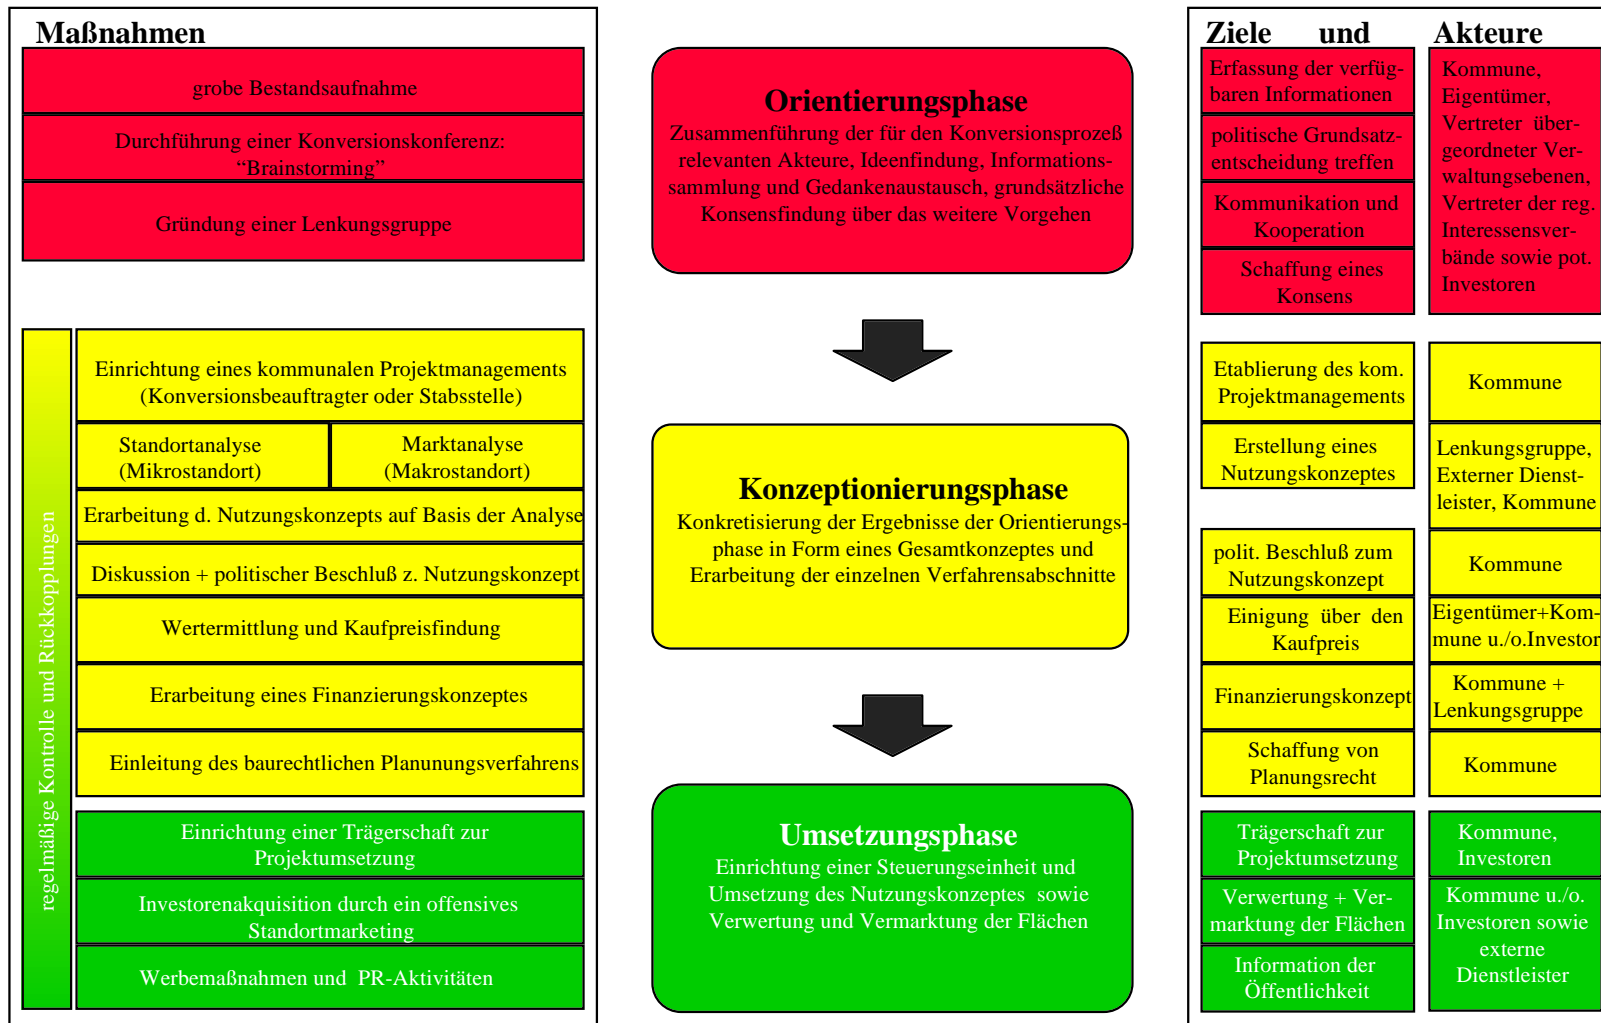 Maßnahmen
grobe Bestandsaufnahme
Durchführung einer Konversionskonferenz:
“Brainstorming”
Gründung einer Lenkungsgruppe
regelmäßige Kontrolle und Rückkopplungen
Einrichtung eines kommunalen Projektmanagements
(Konversionsbeauftragter oder Stabsstelle)
Standortanalyse
(Mikrostandort)
Marktanalyse
(Makrostandort)
Erarbeitung d. Nutzungskonzepts auf Basis der Analyse
Diskussion + politischer Beschluß z. Nutzungskonzept
Wertermittlung und Kaufpreisfindung
Erarbeitung eines Finanzierungskonzeptes
Einleitung des baurechtlichen Planunungsverfahrens
Einrichtung einer Trägerschaft zur
Projektumsetzung
Investorenakquisition durch ein offensives
Standortmarketing
Werbemaßnahmen und PR-Aktivitäten
Orientierungsphase
Zusammenführung der für den Konversionsprozeß
relevanten Akteure, Ideenfindung, Informations-
sammlung und Gedankenaustausch, grundsätzliche
Konsensfindung über das weitere Vorgehen
Konzeptionierungsphase
Konkretisierung der Ergebnisse der Orientierungs-
phase in Form eines Gesamtkonzeptes und
Erarbeitung der einzelnen Verfahrensabschnitte
Umsetzungsphase
Einrichtung einer Steuerungseinheit und
Umsetzung des Nutzungskonzeptes sowie
Verwertung und Vermarktung der Flächen
Ziele und Akteure
Erfassung der verfüg-
baren Informationen
politische Grundsatz-
entscheidung treffen
Kommunikation und
Kooperation
Schaffung eines
Konsens
Kommune,
Eigentümer,
Vertreter über-
geordneter Ver-
waltungsebenen,
Vertreter der reg.
Interessensver-
bände sowie pot.
Investoren
Etablierung des kom.
Projektmanagements
Kommune
Erstellung eines
Nutzungskonzeptes
Lenkungsgruppe,
Externer Dienst-
leister, Kommune
polit. Beschluß zum
Nutzungskonzept
Kommune
Einigung über den
Kaufpreis
Eigentümer+Kom-
mune u./o.Investor
Finanzierungskonzept
Kommune +
Lenkungsgruppe
Schaffung von
Planungsrecht
Kommune
Trägerschaft zur
Projektumsetzung
Kommune,
Investoren
Verwertung + Ver-
marktung der Flächen
Information der
Öffentlichkeit
Kommune u./o.
Investoren sowie
externe
Dienstleister